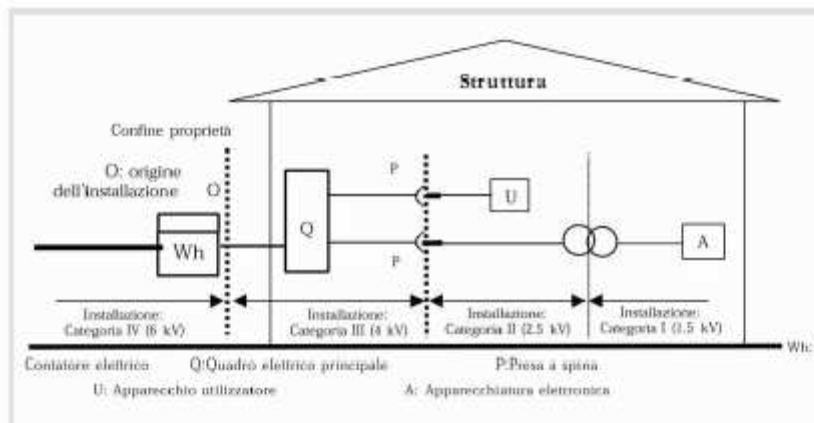 Struttura
Confine proprietà
O: origine
dell'installazione
O
P
U
Q
Wh
A
P
Installazione:
Categoria IV (6 kV)
Installazione:
Categoria III (4 kV)
Installazione:
Categoria II (2.5 kV)
Installazione:
Categoria I (1.5 kV)
Wh:
Contatore elettrico
Q:Quadro elettrico principale
P:Presa a spina
U: Apparecchio utilizzatore
A: Apparecchiatura elettronica